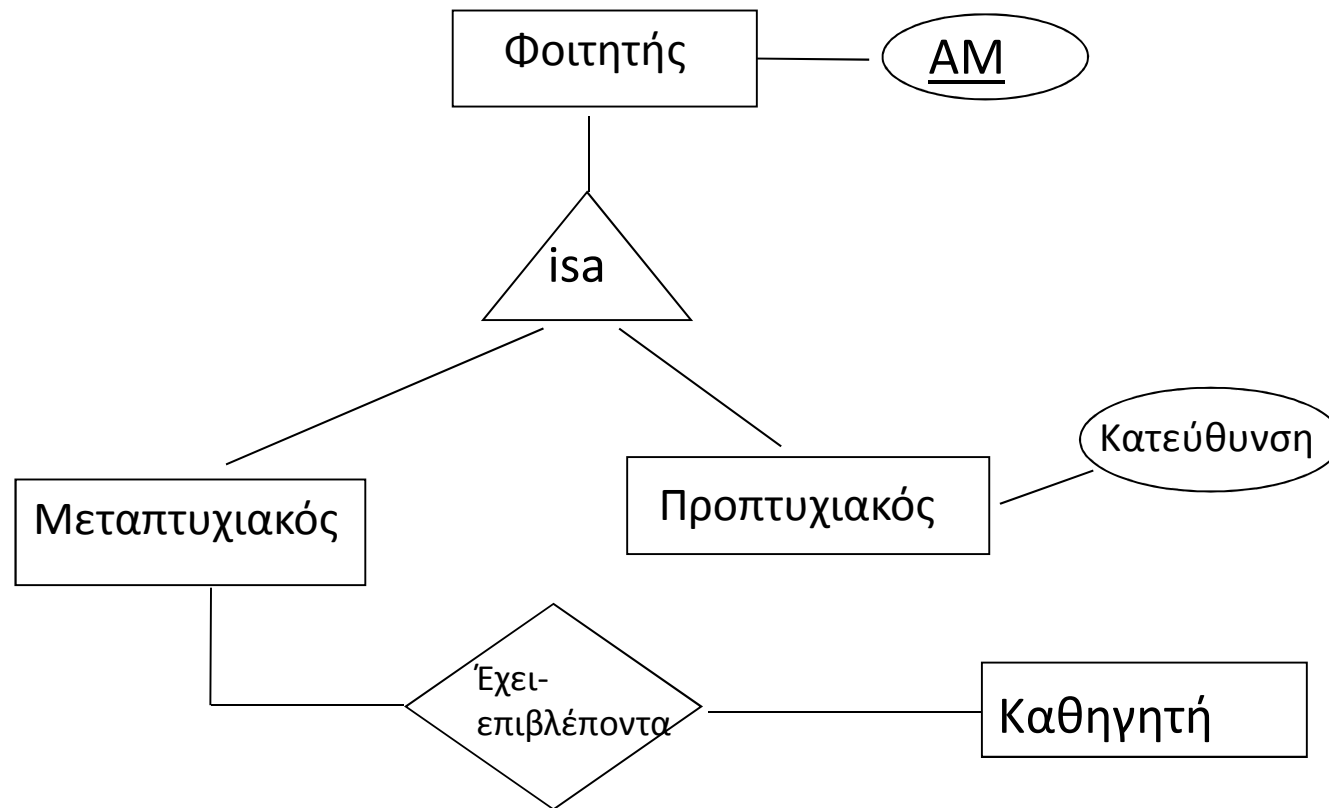 Φοιτητής
ΑΜ
isa
Κατεύθυνση
Μεταπτυχιακός
Προπτυχιακός
Έχει-
επιβλέποντα
Καθηγητή